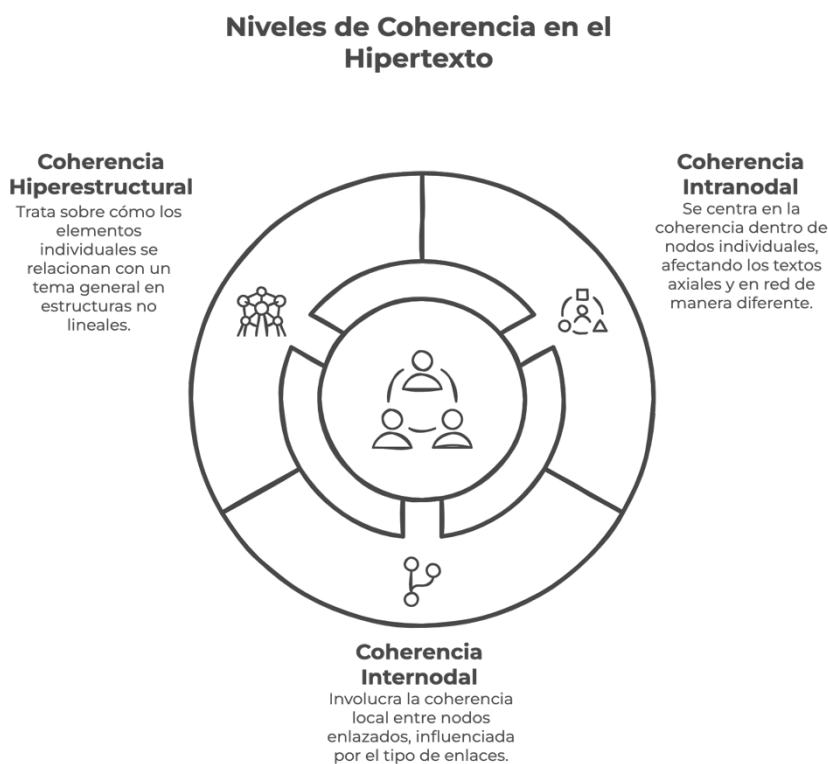 Niveles de Coherencia en el
Hipertexto
Coherencia
Hiperestructural
Trata sobre cómo los
elementos
individuales se
relacionan con un
tema general en
estructuras no
lineales.
Coherencia
Intranodal
Se centra en la
coherencia dentro de
nodos individuales,
afectando los textos
axiales y en red de
manera diferente.
Coherencia
Internodal
Involucra la coherencia
local entre nodos
enlazados, influenciada
por el tipo de enlaces.